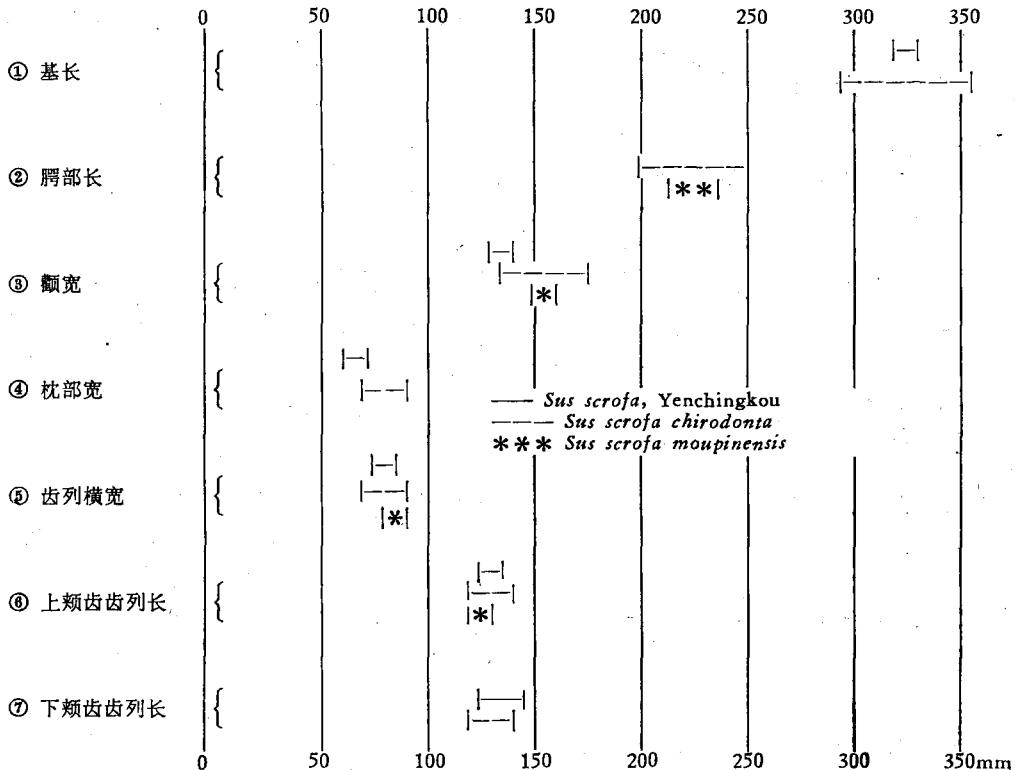 0 50 100 150 200 250 300 350
① 基长
② 腭部长
③ 颧宽
④ 枕部宽
Sus scrofa, Yenchingkou
Sus scrofa chirodonta
*** Sus scrofa moupinensis
⑤ 齿列横宽
⑥ 上颊齿齿列长
⑦ 下颊齿齿列长
0 50 100 150 200 250 300 350mm